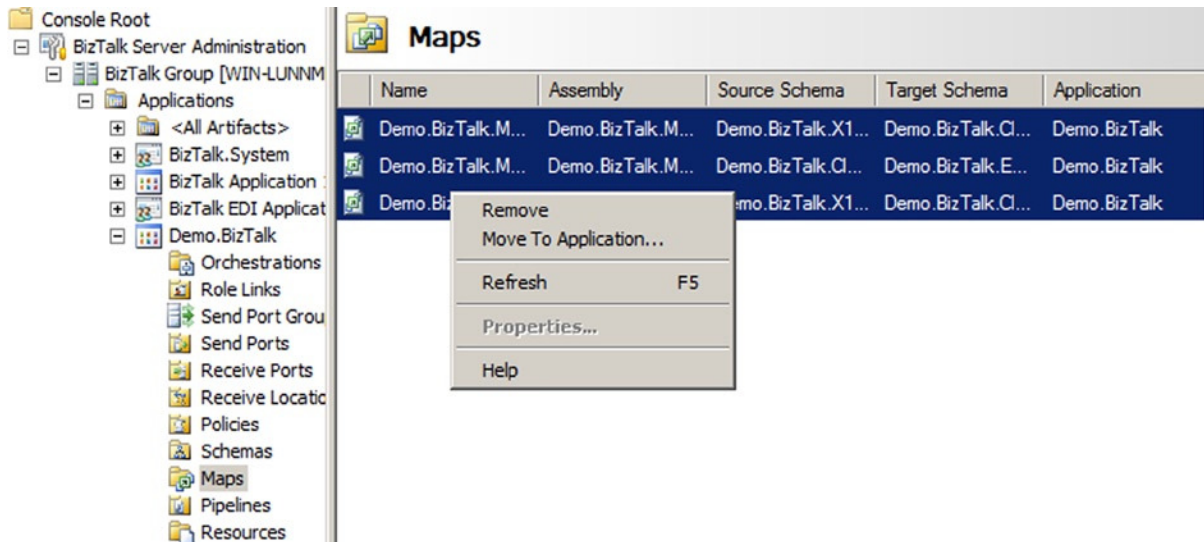 Console Root
BizTalk Server Administration
BizTalk Group [WIN-LUNNM
Applications
<All Artifacts>
BizTalk.System
BizTalk Application
BizTalk EDI Applicat
Demo.BizTalk
Orchestrations
Role Links
Send Port Grou
Send Ports
Receive Ports
Receive Locatic
Policies
Schemas
Maps
Pipelines
Resources
Maps
Name Assembly Source Schema Target Schema Application
Demo.BizTalk.M... Demo.BizTalk.M... Demo.BizTalk.X1... Demo.BizTalk.Cl... Demo.BizTalk
Demo.BizTalk.M... Demo.BizTalk.M... Demo.BizTalk.Cl... Demo.BizTalk.E... Demo.BizTalk
Demo.Biz emo.BizTalk.X1... Demo.BizTalk.Cl... Demo.BizTalk
Remove
Move To Application...
Refresh F5
Properties...
Help